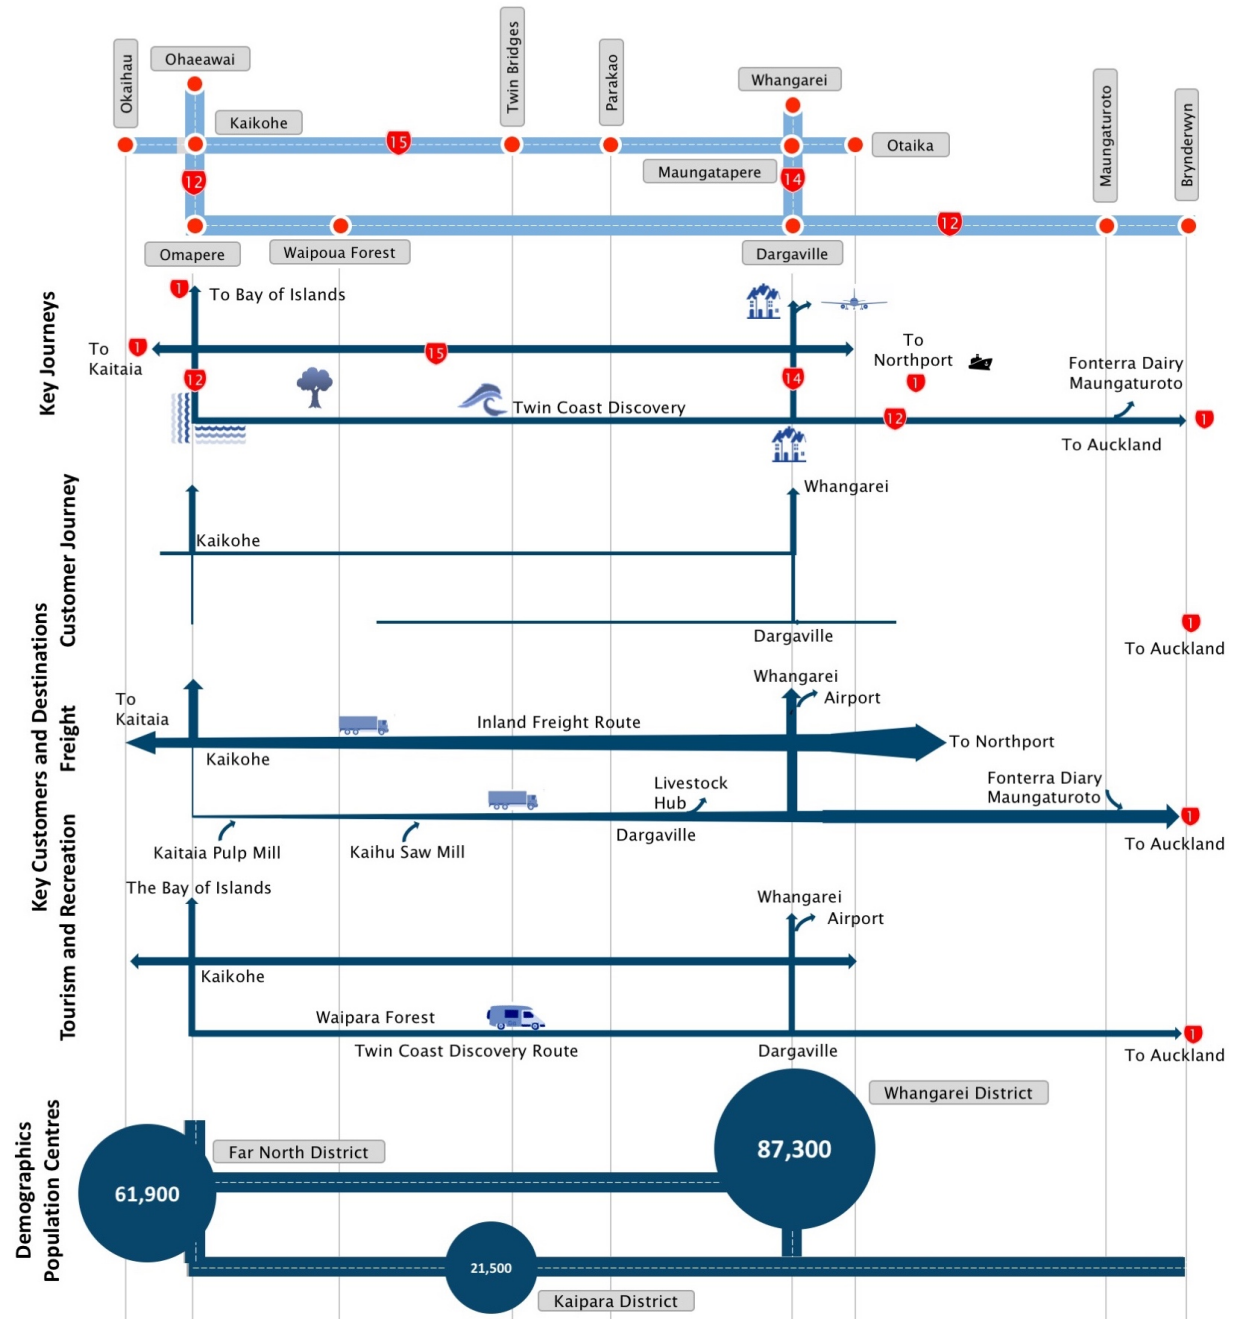 Okaihau
Ohaeawai
Kaikohe
15
Twin Bridges
Parakao
Whangarei
Otaika
Maungatapere
Maungaturoto
Brynderwyn
12
14
12
Omapere
Waipoua Forest
Dargaville
Key Journeys
1
To Bay of Islands
To
Kaitaia
1
15
12
14
To
Northport
1
Fonterra Dairy
Maungaturoto
Twin Coast Discovery
12
1
To Auckland
Key Customers and Destinations
Customer Journey
Whangarei
Kaikohe
Dargaville
1
To Auckland
Freight
To
Kaitaia
Whangarei
Airport
Inland Freight Route
To Northport
Kaikohe
Livestock
Hub
Fonterra Diary
Maungaturoto
Dargaville
1
To Auckland
Kaitaia Pulp Mill
Kaihu Saw Mill
Tourism and Recreation
The Bay of Islands
Whangarei
Airport
Kaikohe
Waipara Forest
Twin Coast Discovery Route
Dargaville
1
To Auckland
Demographics
Population Centres
Whangarei District
87,300
Far North District
61,900
21,500
Kaipara District